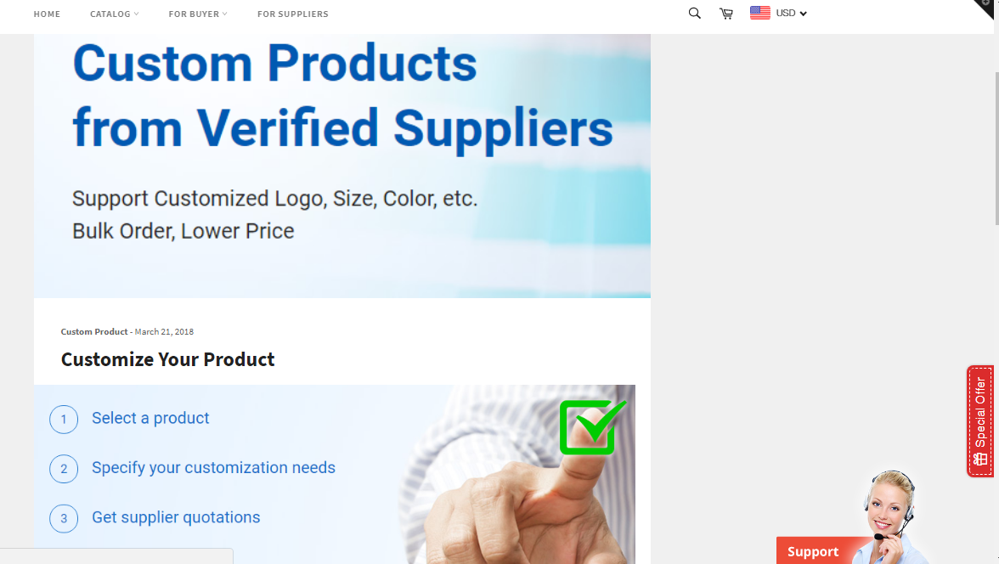 HOME CATALOG FOR BUYER FOR SUPPLIERS USD
Custom Products
from Verified Suppliers
Support Customized Logo, Size, Color, etc.
Bulk Order, Lower Price
Custom Product - March 21, 2018
Customize Your Product
1 Select a product
2 Specify your customization needs
3 Get supplier quotations
Special Offer
Support